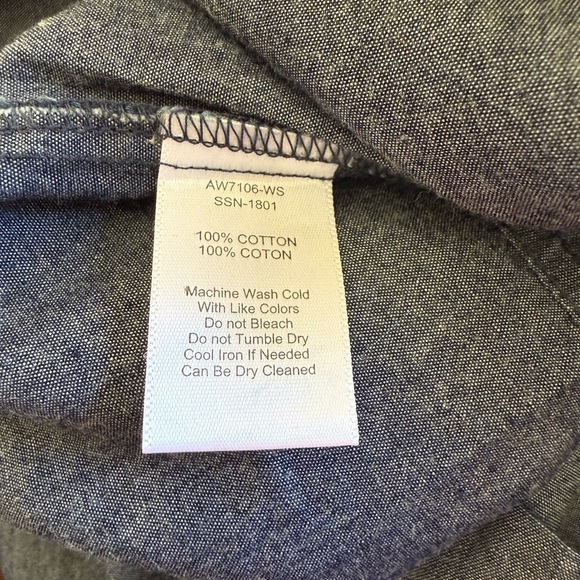 AW7106-WS
SSN-1801
100% COTTON
100% COTON
Machine Wash Cold
With Like Colors
Do not Bleach
Do not Tumble Dry
Cool Iron If Needed
Can Be Dry Cleaned